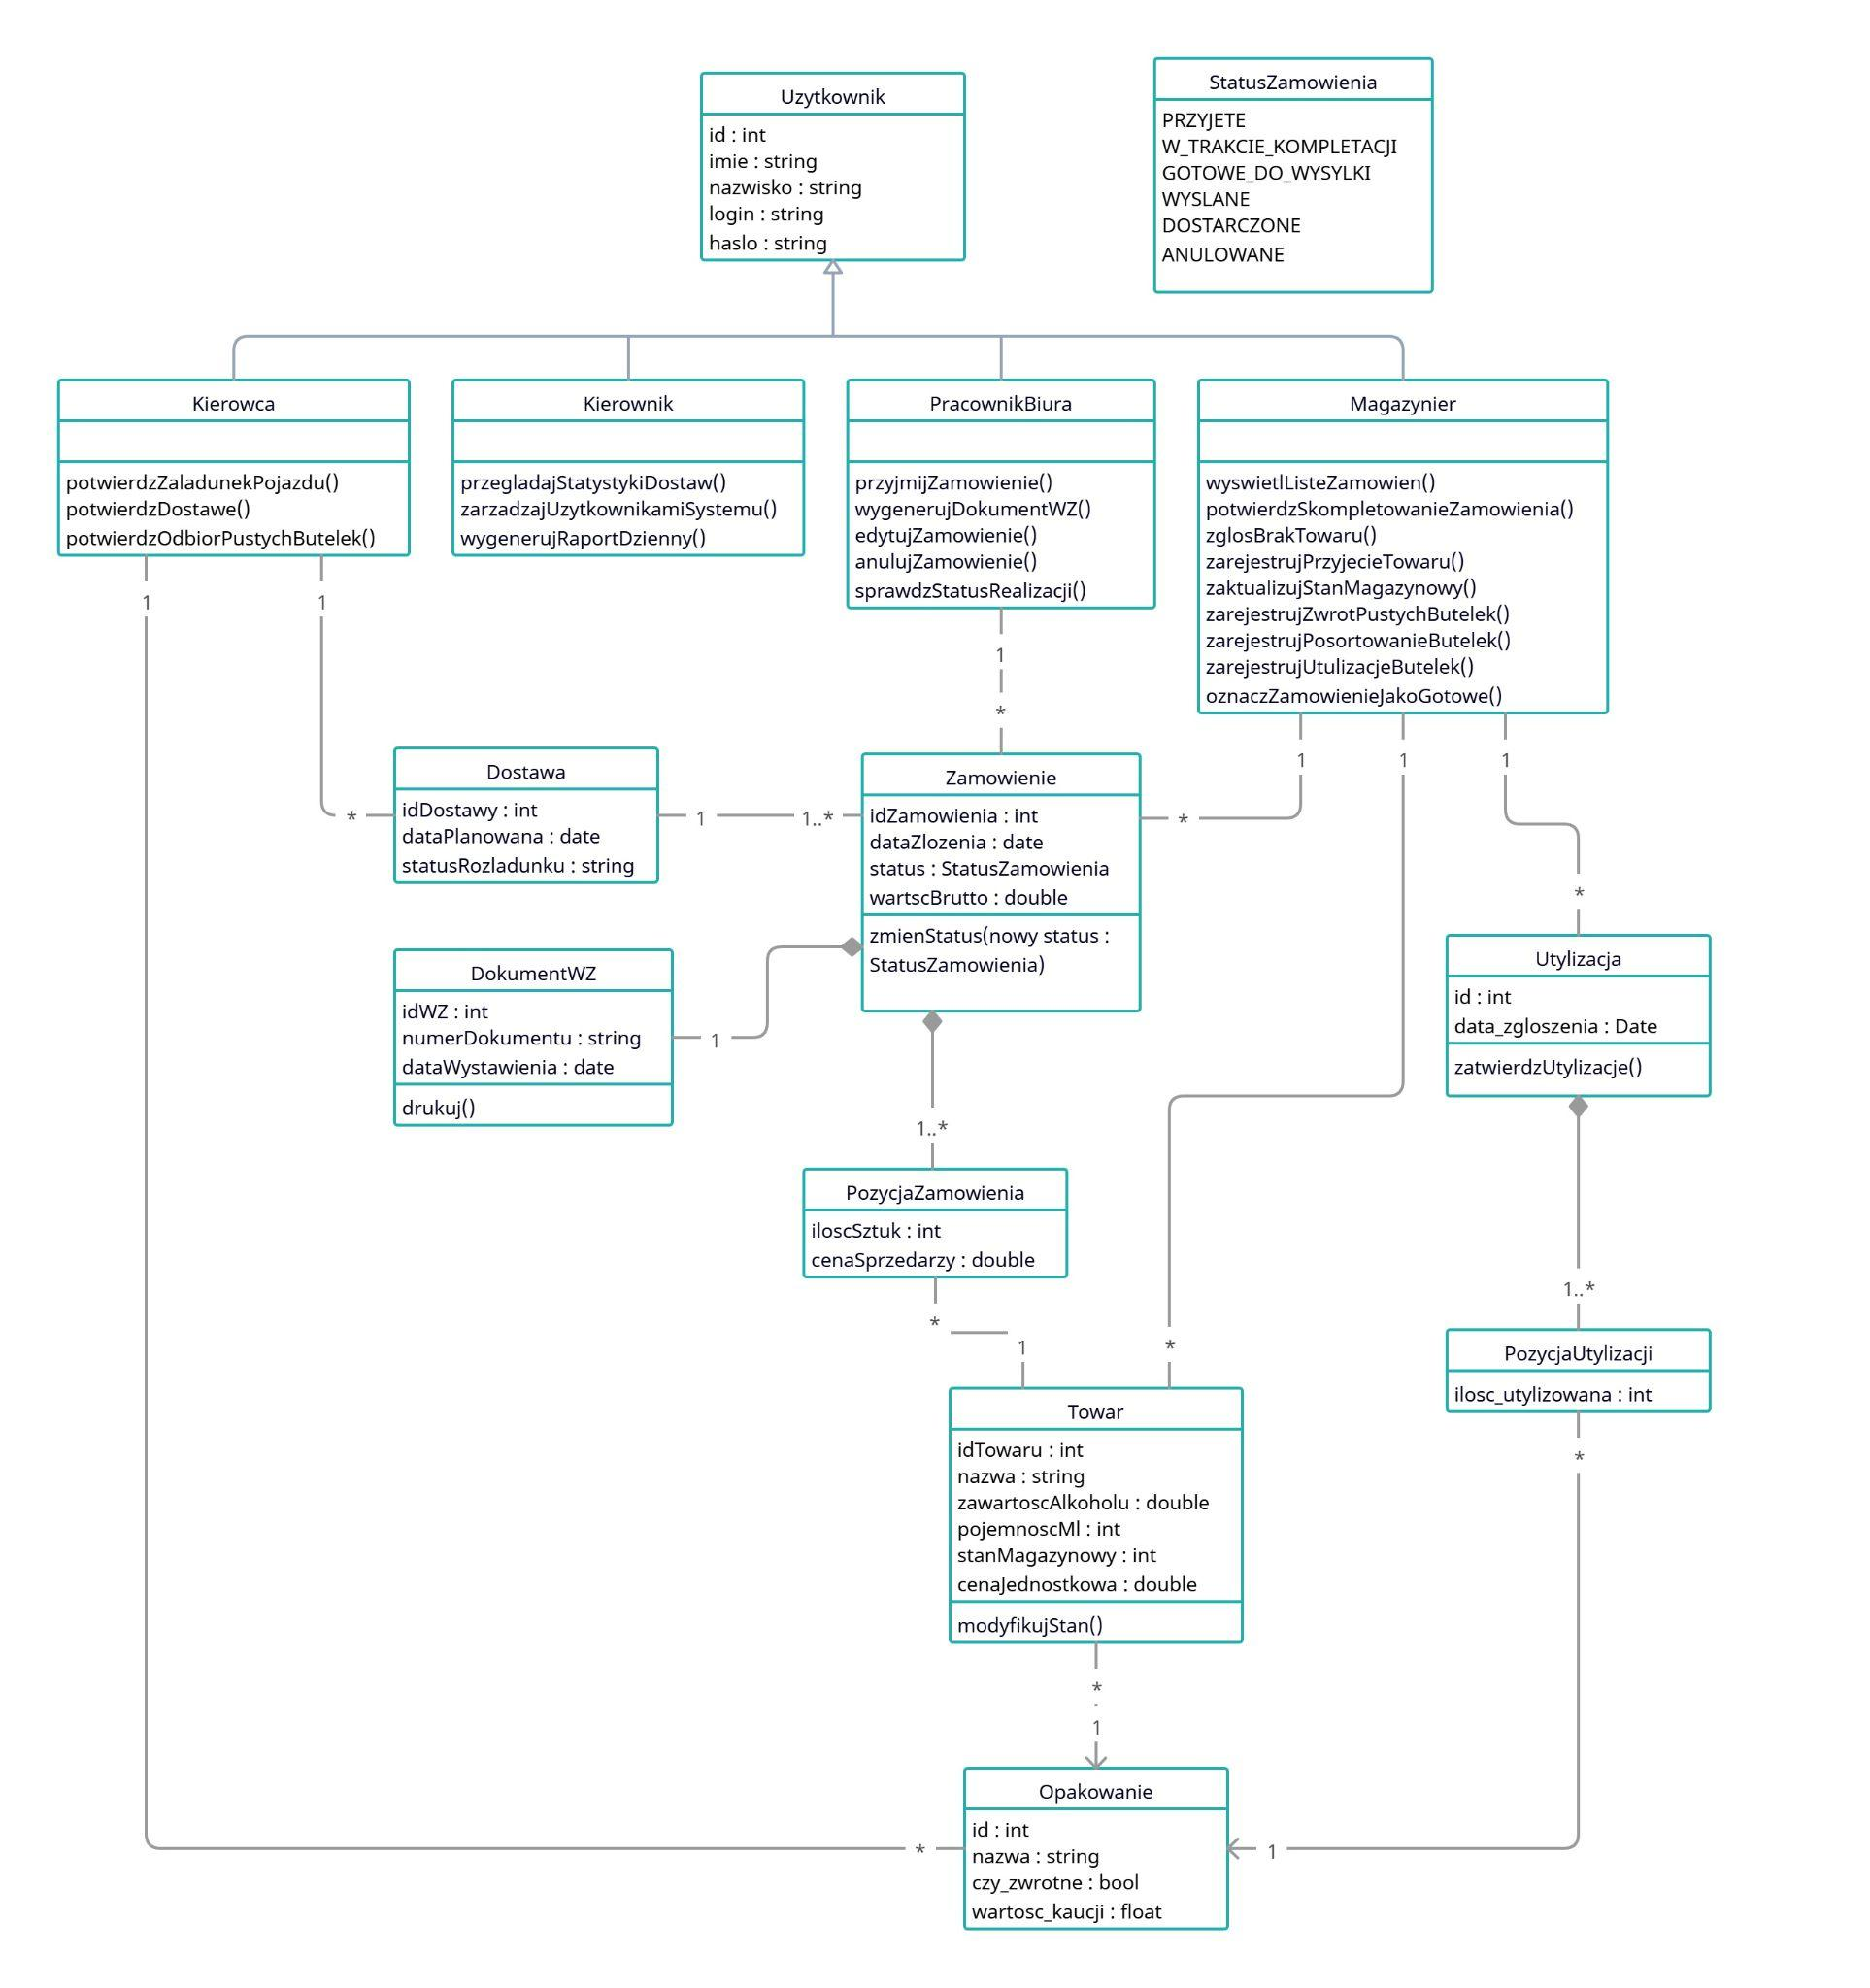 Uzytkownik
id : int
imie : string
nazwisko : string
login : string
haslo : string
StatusZamowienia
PRZYJETE
W_TRAKCIE_KOMPLETACJI
GOTOWE_DO_WYSYLKI
WYSLANE
DOSTARCZONE
ANULOWANE
Kierowca
potwierdzZaladunekPojazdu()
potwierdzDostawe()
potwierdzOdbiorPustychButelek()
Kierownik
przegladajStatystykiDostaw()
zarzadzajUzytkownikamiSystemu()
wygenerujRaportDzienny()
PracownikBiura
przyjmijZamowienie()
wygenerujDokumentWZ()
edytujZamowienie()
anulujZamowienie()
sprawdzStatusRealizacji()
Magazynier
wyswietlListeZamowien()
potwierdzSkompletowanieZamowienia()
zglosBrakTowaru()
zarejestrujPrzyjecieTowaru()
zaktualizujStanMagazynowy()
zarejestrujZwrotPustychButelek()
zarejestrujPosortowanieButelek()
zarejestrujUtulizacjeButelek()
oznaczZamowienieJakoGotowe()
1
1
1
*
1
1
1
Dostawa
idDostawy : int
dataPlanowana : date
statusRozladunku : string
*
1
1..*
Zamowienie
idZamowienia : int
dataZlozenia : date
status : StatusZamowienia
wartscBrutto : double
zmienStatus(nowy status :
StatusZamowienia)
*
*
DokumentWZ
idWZ : int
numerDokumentu : string
dataWystawienia : date
drukuj()
1
Utylizacja
id : int
data_zgloszenia : Date
zatwierdzUtylizacje()
1..*
PozycjaZamowienia
iloscSztuk : int
cenaSprzedarzy : double
1..*
*
1
*
PozycjaUtylizacji
ilosc_utylizowana : int
*
Towar
idTowaru : int
nazwa : string
zawartoscAlkoholu : double
pojemnoscMl : int
stanMagazynowy : int
cenaJednostkowa : double
modyfikujStan()
*
1
Opakowanie
id : int
nazwa : string
czy_zwrotne : bool
wartosc_kaucji : float
*
1